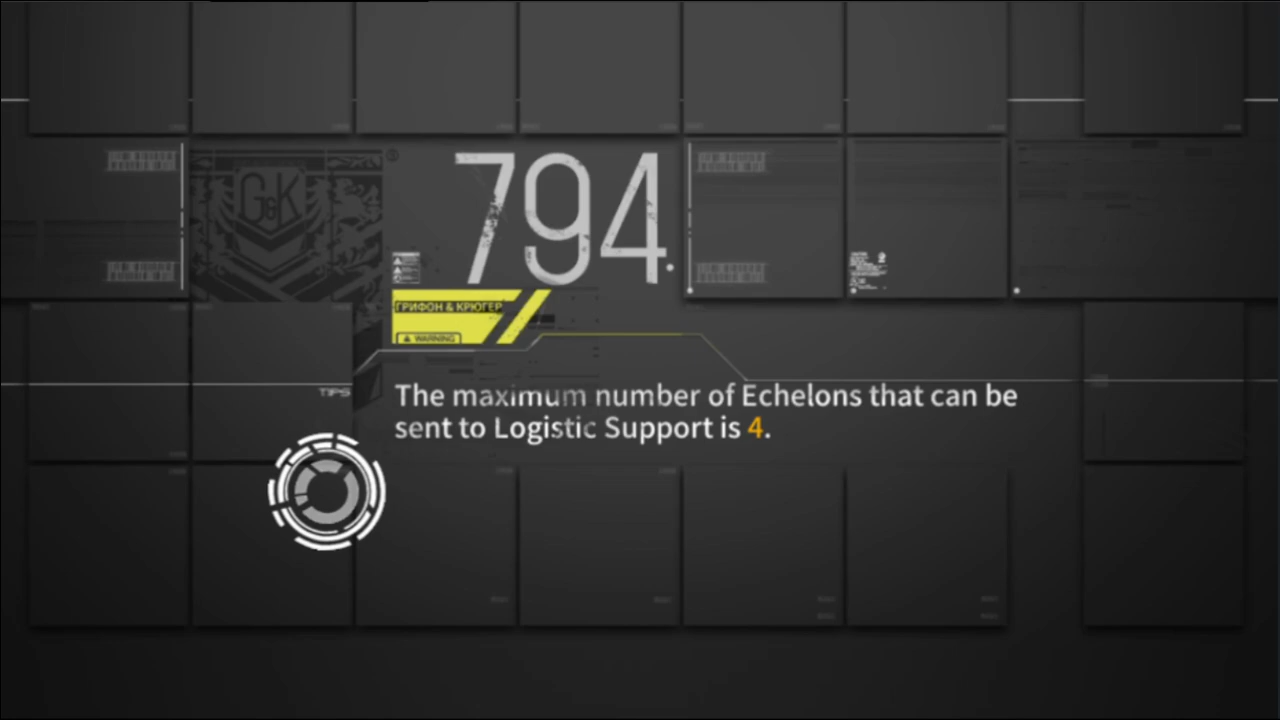 G&K
794.
ГРИФОН & КРЮГЕР
WARNING
TIPS
The maximum number of Echelons that can be
sent to Logistic Support is 4.